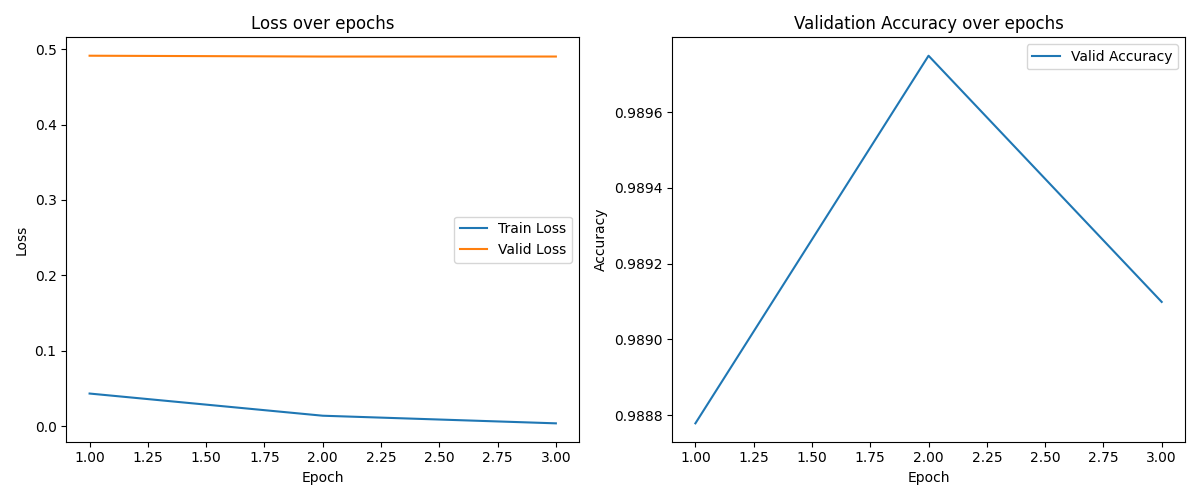 Loss over epochs
0.5
0.4
0.3
0.2
0.1
0.0
Loss
Train Loss
Valid Loss
1.00 1.25 1.50 1.75 2.00 2.25 2.50 2.75 3.00
Epoch
Validation Accuracy over epochs
Valid Accuracy
0.9896
0.9894
0.9892
0.9890
0.9888
Accuracy
1.00 1.25 1.50 1.75 2.00 2.25 2.50 2.75 3.00
Epoch